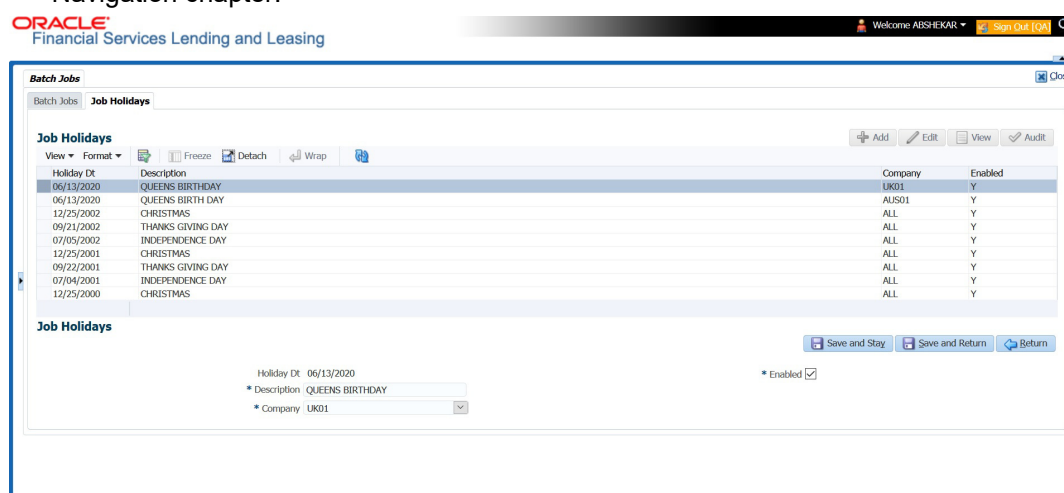 Navigation chapter.
ORACLE
Financial Services Lending and Leasing
Welcome ABSHEKAR Sign Out [QA]
Batch Jobs
Batch Jobs Job Holidays
Job Holidays
Add Edit View Audit
View Format Freeze Detach Wrap
Holiday Dt Description Company Enabled
06/13/2020 QUEENS BIRTHDAY UK01 Y
06/13/2020 QUEENS BIRTH DAY AUS01 Y
12/25/2002 CHRISTMAS ALL Y
09/21/2002 THANKS GIVING DAY ALL Y
07/05/2002 INDEPENDENCE DAY ALL Y
12/25/2001 CHRISTMAS ALL Y
09/22/2001 THANKS GIVING DAY ALL Y
07/04/2001 INDEPENDENCE DAY ALL Y
12/25/2000 CHRISTMAS ALL Y
Job Holidays
Save and Stay Save and Return Return
Holiday Dt 06/13/2020 * Enabled
* Description QUEENS BIRTHDAY
* Company UK01